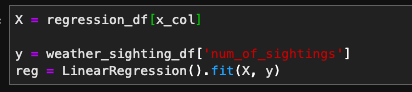 X = regression_df[x_col]
y = weather_sighting_df['num_of_sightings']
reg = LinearRegression().fit(X, y)